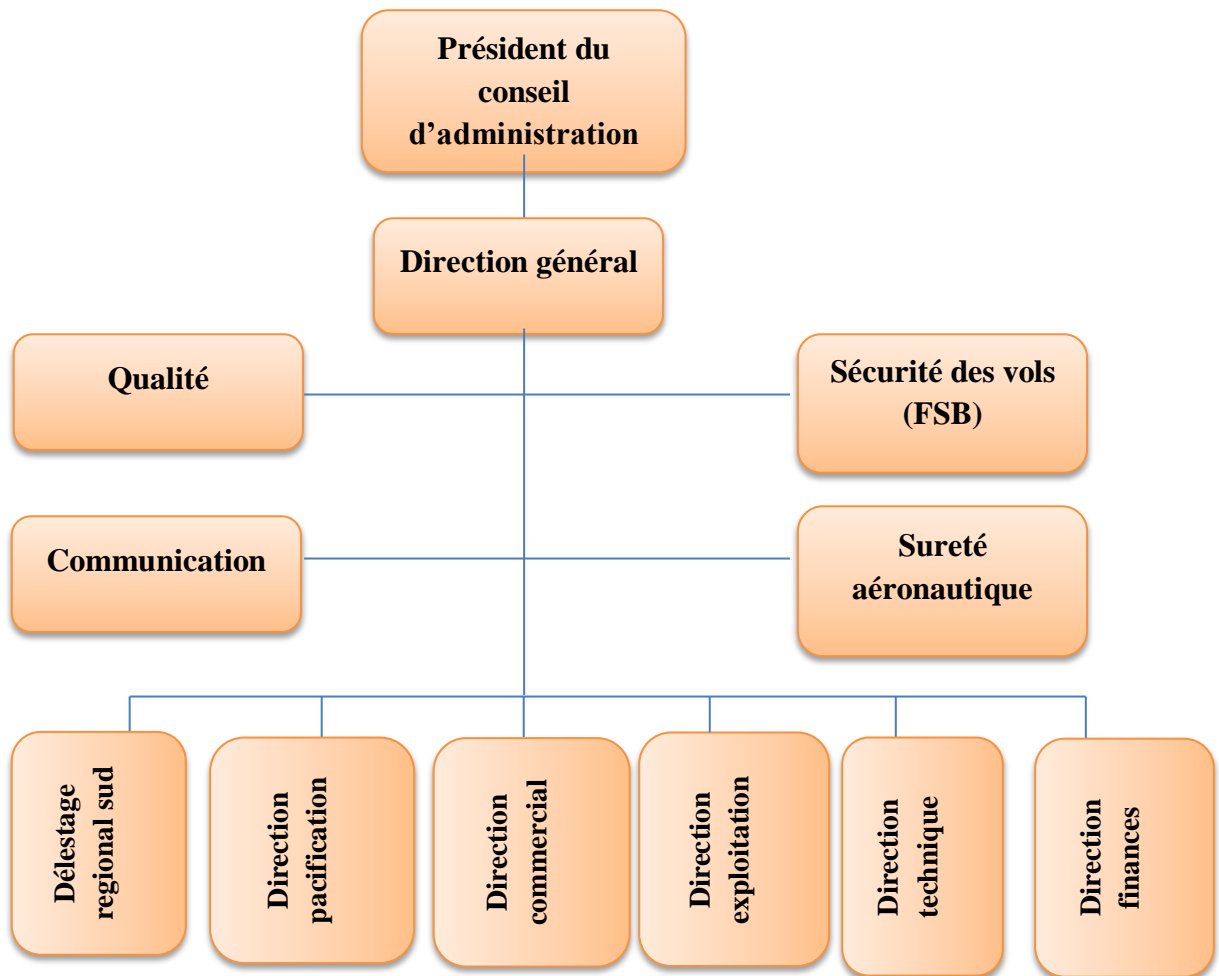 Président du
conseil
d'administration
Direction général
Qualité
Sécurité des vols
(FSB)
Communication
Sureté
aéronautique
Délestage
regional sud
Direction
pacification
Direction
commercial
Direction
exploitation
Direction
technique
Direction
finances